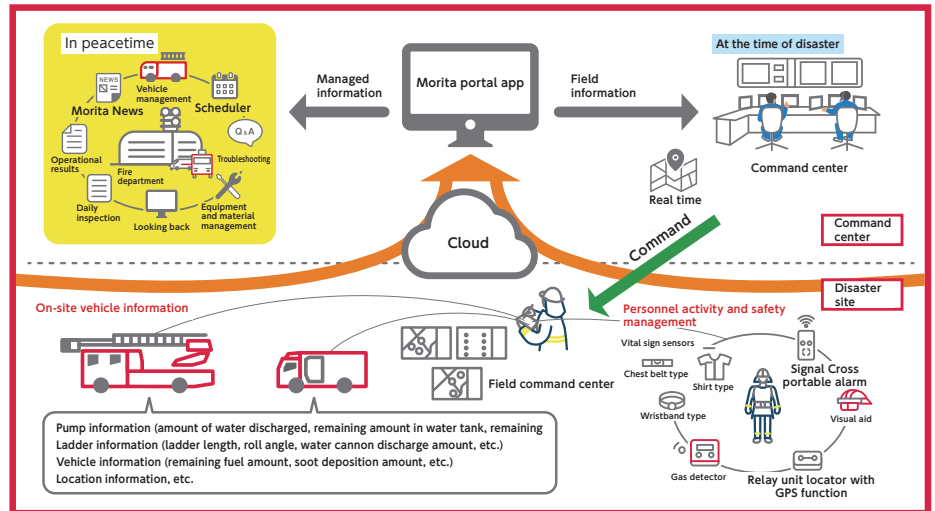 In peacetime
NEWS
Vehicle
management
Morita News
Scheduler
Q&A
Operational
results
Fire
department
Troubleshooting
Daily
inspection
Looking back
Equipment
and material
management
Managed
information
Morita portal app
Field
information
At the time of disaster
Command center
Real time
Cloud
Command
Command
center
Disaster
site
On-site vehicle information
Field command center
Pump information (amount of water discharged, remaining amount in water tank, remaining
Ladder information (ladder length, roll angle, water cannon discharge amount, etc.)
Vehicle information (remaining fuel amount, soot deposition amount, etc.)
Location information, etc.
Personnel activity and safety
management
Vital sign sensors
Chest belt type
Shirt type
Wristband type
Gas detector
Signal Cross
portable alarm
Visual aid
Relay unit locator with
GPS function